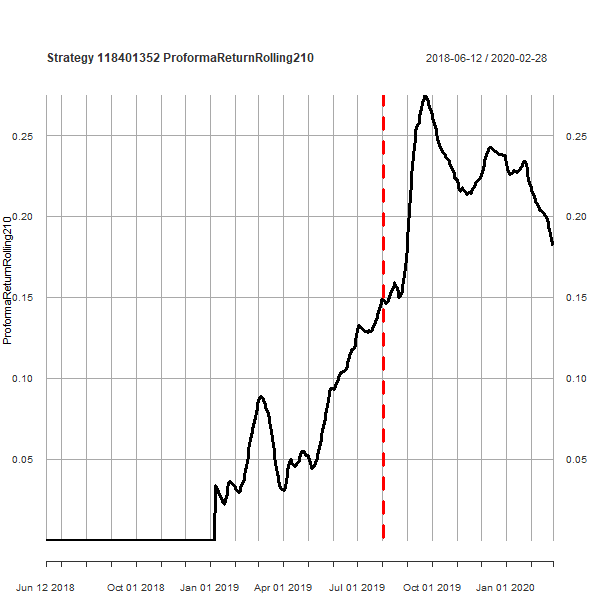 Strategy 118401352 ProformaReturnRolling210
2018-06-12 / 2020-02-28
ProformaReturnRolling210
0.25
0.20
0.15
0.10
0.05
0.25
0.20
0.15
0.10
0.05
Jun 12 2018
Oct 01 2018
Jan 01 2019
Apr 01 2019
Jul 01 2019
Oct 01 2019
Jan 01 2020